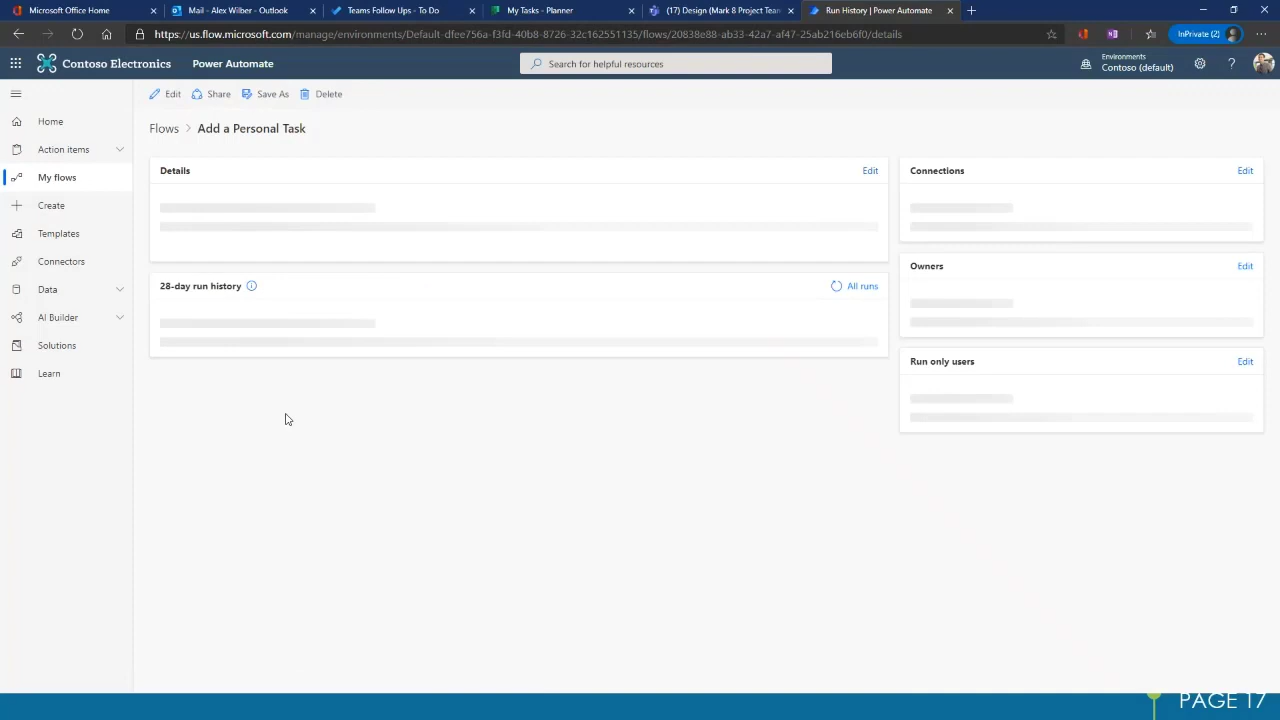 Microsoft Office Home
Mail - Alex Wilber - Outlook
Teams Follow Ups - To Do
My Tasks - Planner
(17) Design (Mark 8 Project Team
Run History | Power Automate
https://us.flow.microsoft.com/manage/environments/Default-dfee756a-f3fd-40b8-8726-32c162551135/flows/20838e88-ab33-42a7-af47-25ab216eb6f0/details
InPrivate (2)
Contoso Electronics
Power Automate
Search for helpful resources
Environments
Contoso (default)
Edit
Share
Save As
Delete
Home
Action items
My flows
Create
Templates
Connectors
Data
AI Builder
Solutions
Learn
Flows > Add a Personal Task
Details
Edit
28-day run history
All runs
Connections
Edit
Owners
Edit
Run only users
Edit
PAGE 17